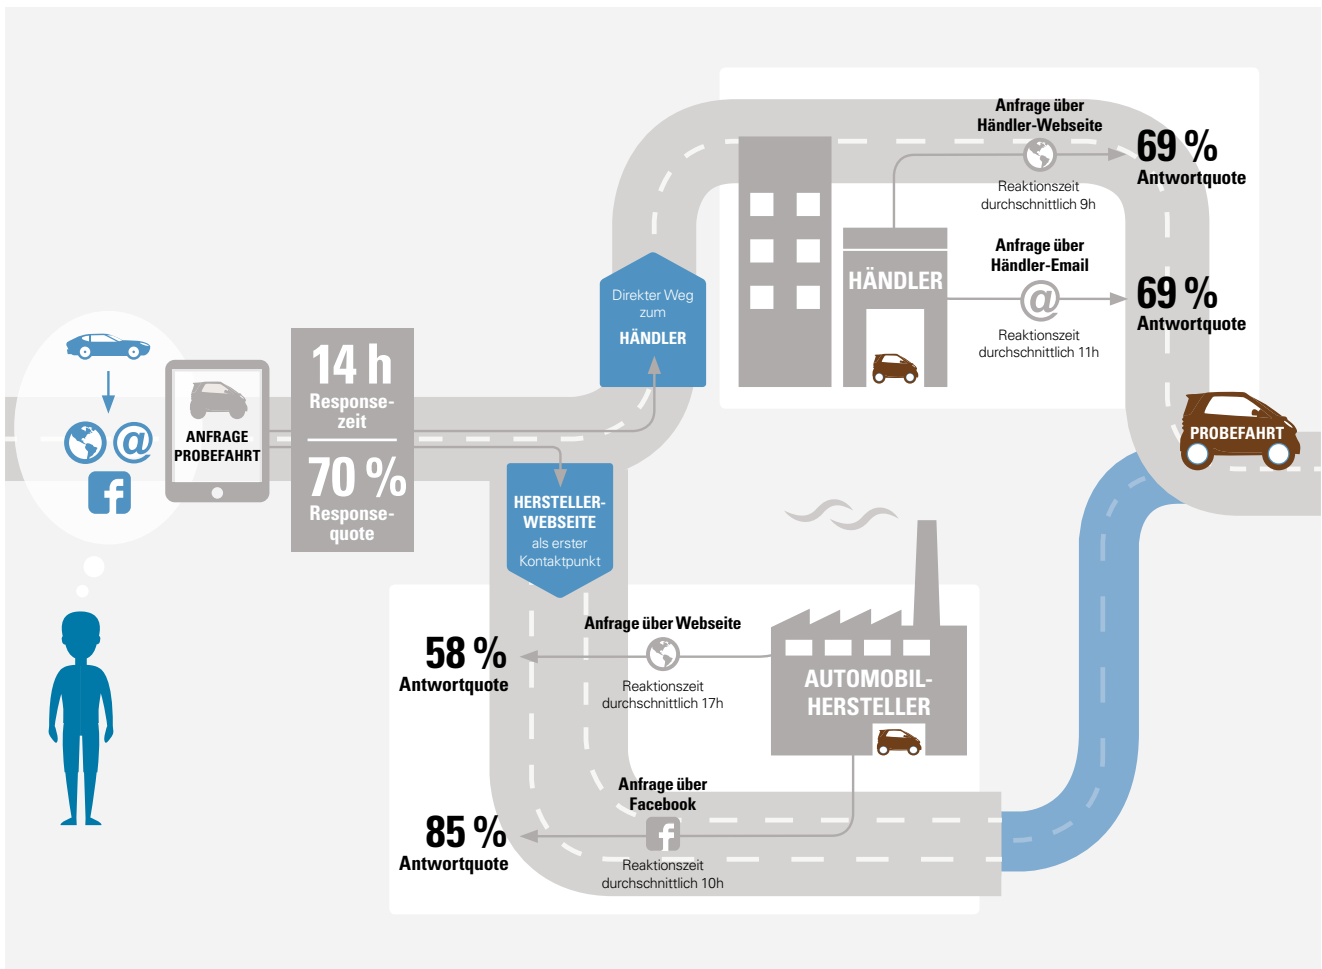 ANFRAGE
PROBEFAHRT
14 h
Response-
zeit
70 %
Response-
quote
Direkter Weg
zum
HÄNDLER
HERSTELLER-
WEBSEITE
als erster
Kontaktpunkt
HÄNDLER
Anfrage über
Händler-Webseite
Reaktionszeit
durchschnittlich 9h
69 %
Antwortquote
Anfrage über
Händler-Email
@
Reaktionszeit
durchschnittlich 11h
69 %
Antwortquote
PROBEFAHRT
@
f
Anfrage über Webseite
Reaktionszeit
durchschnittlich 17h
58 %
Antwortquote
AUTOMOBIL-
HERSTELLER
Anfrage über
Facebook
f
Reaktionszeit
durchschnittlich 10h
85 %
Antwortquote